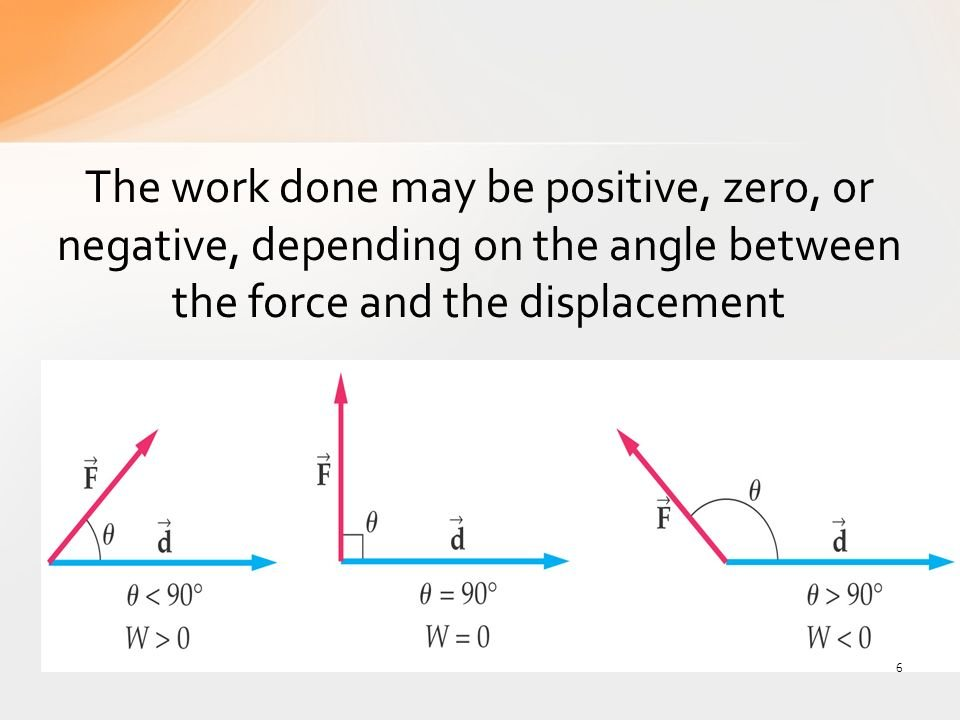 The work done may be positive, zero, or
negative, depending on the angle between
the force and the displacement
F⃗
θ
d⃗
θ < 90°
W > 0
F⃗
θ
d⃗
θ = 90°
W = 0
F⃗
θ
d⃗
θ > 90°
W < 0
6